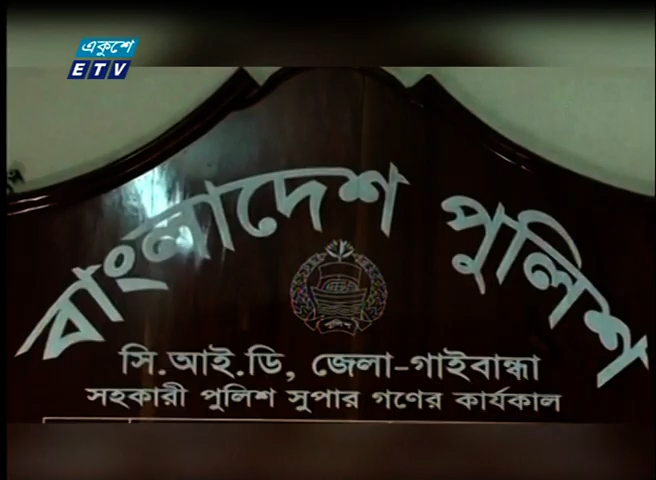 একুশে
ETV
বাংলাদেশ পুলিশ
পুলিশ
সি.আই.ডি, জেলা-গাইবান্ধা
সহকারী পুলিশ সুপার গণের কার্যকাল